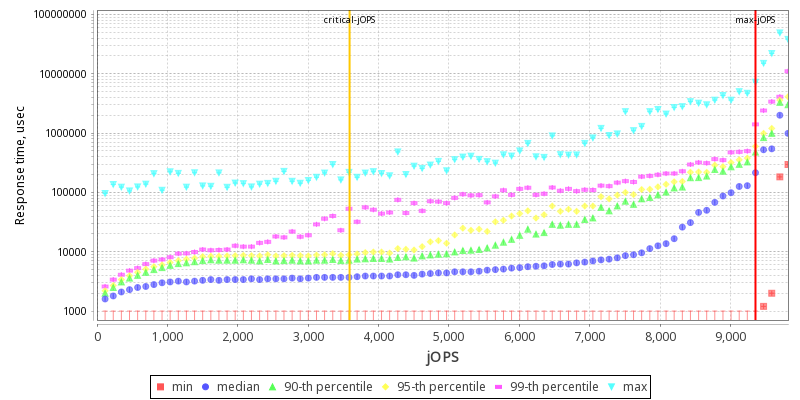 critical-jOPS
max-jOPS
100000000
10000000
1000000
100000
10000
1000
Response time, usec
0
1,000
2,000
3,000
4,000
5,000
6,000
7,000
8,000
9,000
jOPS
min
median
90-th percentile
95-th percentile
99-th percentile
max